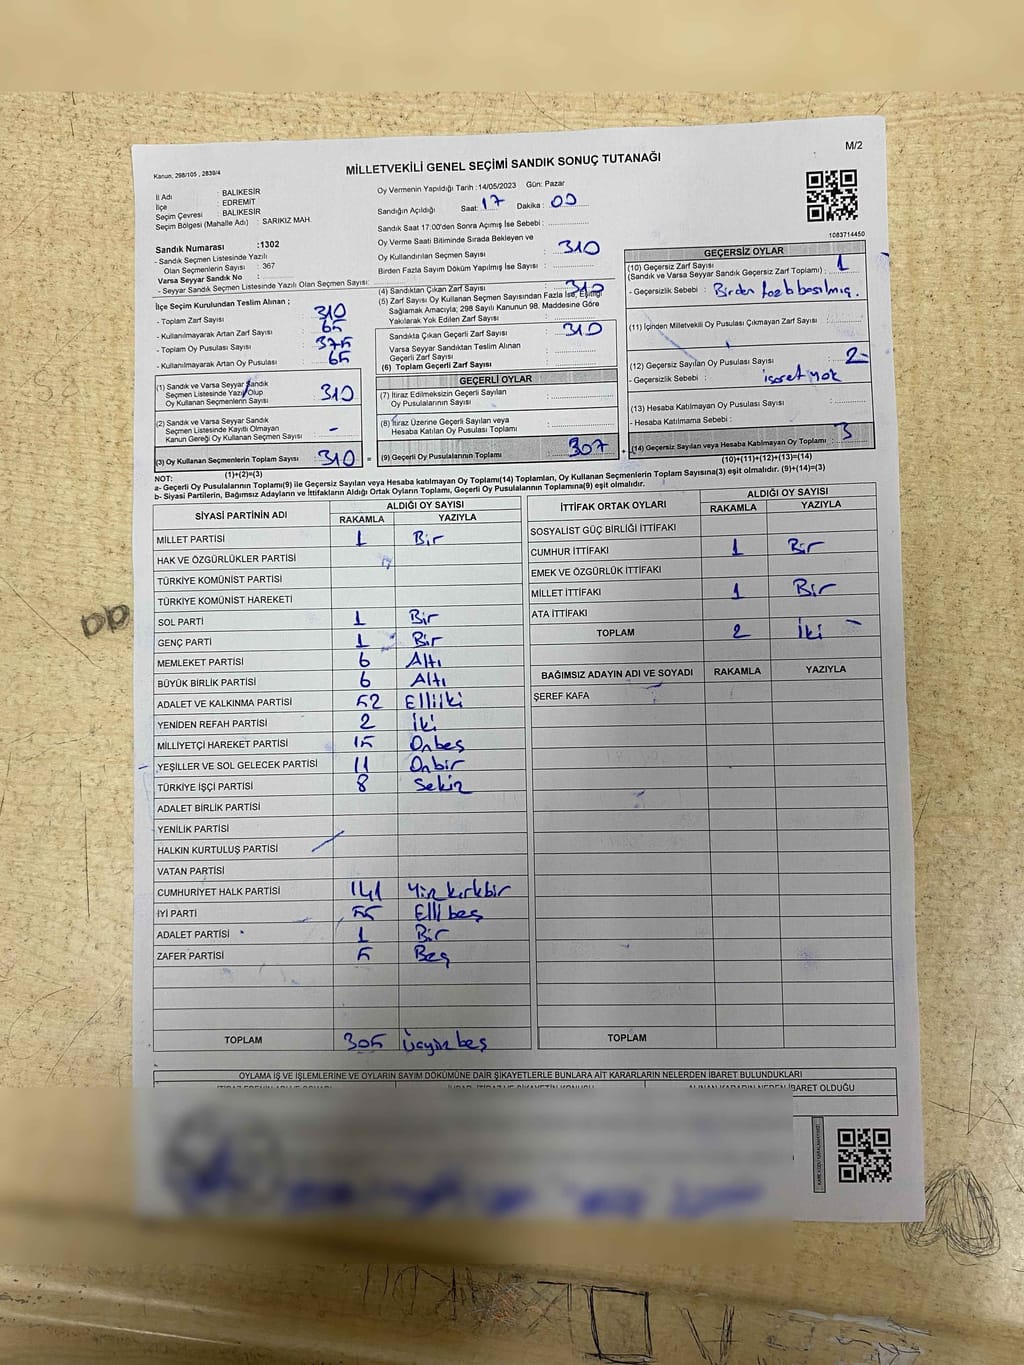 M/2
MİLLETVEKİLİ GENEL SEÇİMİ SANDIK SONUÇ TUTANAĞI
Kanun, 298/105 , 2839/4
İl Adı : BALIKESİR
İlçe : EDREMIT
Seçim Çevresi : BALIKESİR
Seçim Bölgesi (Mahalle Adı) : SARIKIZ MAH.
Sandık Numarası :1302
- Sandık Seçmen Listesinde Yazılı
Olan Seçmenlerin Sayısı : 367
Varsa Seyyar Sandık No :
- Seyyar Sandık Seçmen Listesinde Yazılı Olan Seçmen Sayısı:
Oy Vermenin Yapıldığı Tarih :14/05/2023 Gün: Pazar
Sandığın Açıldığı Saat: 17 Dakika : 00
Sandık Saat 17:00'den Sonra Açımış İse Sebebi :
Oy Verme Saati Bitiminde Sırada Bekleyen ve
Oy Kullandırılan Seçmen Sayısı : 310
Birden Fazla Sayım Döküm Yapılmış İse Sayısı :
1083714450
İlçe Seçim Kurulundan Teslim Alınan ;
- Toplam Zarf Sayısı : 310
- Kullanılmayarak Artan Zarf Sayısı : 65
- Toplam Oy Pusulası Sayısı : 375
- Kullanılmayarak Artan Oy Pusulası : 65
(1) Sandık ve Varsa Seyyar Sandık
Seçmen Listesinde Yazılı Olup
Oy Kullanan Seçmenlerin Sayısı : 310
(2) Sandık ve Varsa Seyyar Sandık
Seçmen Listesinde Kayıtlı Olmayan
Kanun Gereği Oy Kullanan Seçmen Sayısı : -
(3) Oy Kullanan Seçmenlerin Toplam Sayısı : 310 =
(1)+(2)=(3)
(4) Sandıktan Çıkan Zarf Sayısı : 310
(5) Zarf Sayısı Oy Kullanan Seçmen Sayısından Fazla İse, Eşitliği
Sağlamak Amacıyla; 298 Sayılı Kanunun 98. Maddesine Göre
Yakılarak Yok Edilen Zarf Sayısı :
Sandıkta Çıkan Geçerli Zarf Sayısı : 310
Varsa Seyyar Sandıktan Teslim Alınan
Geçerli Zarf Sayısı :
(6) Toplam Geçerli Zarf Sayısı :
GEÇERLİ OYLAR
(7) İtiraz Edilmeksizin Geçerli Sayılan
Oy Pusulalarının Sayısı :
(8) İtiraz Üzerine Geçerli Sayılan veya
Hesaba Katılan Oy Pusulası Toplamı :
(9) Geçerli Oy Pusulalarının Toplamı : 307 +
GEÇERSİZ OYLAR
(10) Geçersiz Zarf Sayısı
(Sandık ve Varsa Seyyar Sandık Geçersiz Zarf Toplamı) : 1
- Geçersizlik Sebebi : Birden fazla basılmış.
(11) İçinden Milletvekili Oy Pusulası Çıkmayan Zarf Sayısı :
(12) Geçersiz Sayılan Oy Pusulası Sayısı : 2
- Geçersizlik Sebebi : işaret yok
(13) Hesaba Katılmayan Oy Pusulası Sayısı :
- Hesaba Katılmama Sebebi :
(14) Geçersiz Sayılan veya Hesaba Katılmayan Oy Toplamı : 3
(10)+(11)+(12)+(13)=(14)
NOT:
a- Geçerli Oy Pusulalarının Toplamı(9) ile Geçersiz Sayılan veya Hesaba katılmayan Oy Toplamı(14) Toplamları, Oy Kullanan Seçmenlerin Toplam Sayısına(3) eşit olmalıdır. (9)+(14)=(3)
b- Siyasi Partilerin, Bağımsız Adayların ve İttifakların Aldığı Ortak Oyların Toplamı, Geçerli Oy Pusulalarının Toplamına(9) eşit olmalıdır.
SİYASİ PARTİNİN ADI ALDIĞI OY SAYISI
RAKAMLA YAZIYLA
MİLLET PARTİSİ 1 Bir
HAK VE ÖZGÜRLÜKLER PARTİSİ
TÜRKİYE KOMÜNİST PARTİSİ
TÜRKİYE KOMÜNİST HAREKETİ
SOL PARTİ 1 Bir
GENÇ PARTİ 1 Bir
MEMLEKET PARTİSİ 6 Altı
BÜYÜK BİRLİK PARTİSİ 6 Altı
ADALET VE KALKINMA PARTİSİ 52 Elliiki
YENİDEN REFAH PARTİSİ 2 İki
MİLLİYETÇİ HAREKET PARTİSİ 15 Onbeş
YEŞİLLER VE SOL GELECEK PARTİSİ 11 Onbir
TÜRKİYE İŞÇİ PARTİSİ 8 Sekiz
ADALET BİRLİK PARTİSİ
YENİLİK PARTİSİ
HALKIN KURTULUŞ PARTİSİ
VATAN PARTİSİ
CUMHURİYET HALK PARTİSİ 141 Yüzkırkbir
İYİ PARTİ 55 Ellibeş
ADALET PARTİSİ 1 Bir
ZAFER PARTİSİ 5 Beş
TOPLAM 305 Üçyüzbeş
İTTİFAK ORTAK OYLARI ALDIĞI OY SAYISI
RAKAMLA YAZIYLA
SOSYALİST GÜÇ BİRLİĞİ İTTİFAKI
CUMHUR İTTİFAKI 1 Bir
EMEK VE ÖZGÜRLÜK İTTİFAKI
MİLLET İTTİFAKI 1 Bir
ATA İTTİFAKI
TOPLAM 2 İki
BAĞIMSIZ ADAYIN ADI VE SOYADI RAKAMLA YAZIYLA
ŞEREF KAFA
TOPLAM
OYLAMA İŞ VE İŞLEMLERİNE VE OYLARIN SAYIM DÖKÜMÜNE DAİR ŞİKAYETLERLE BUNLARA AİT KARARLARIN NELERDEN İBARET BULUNDUKLARI